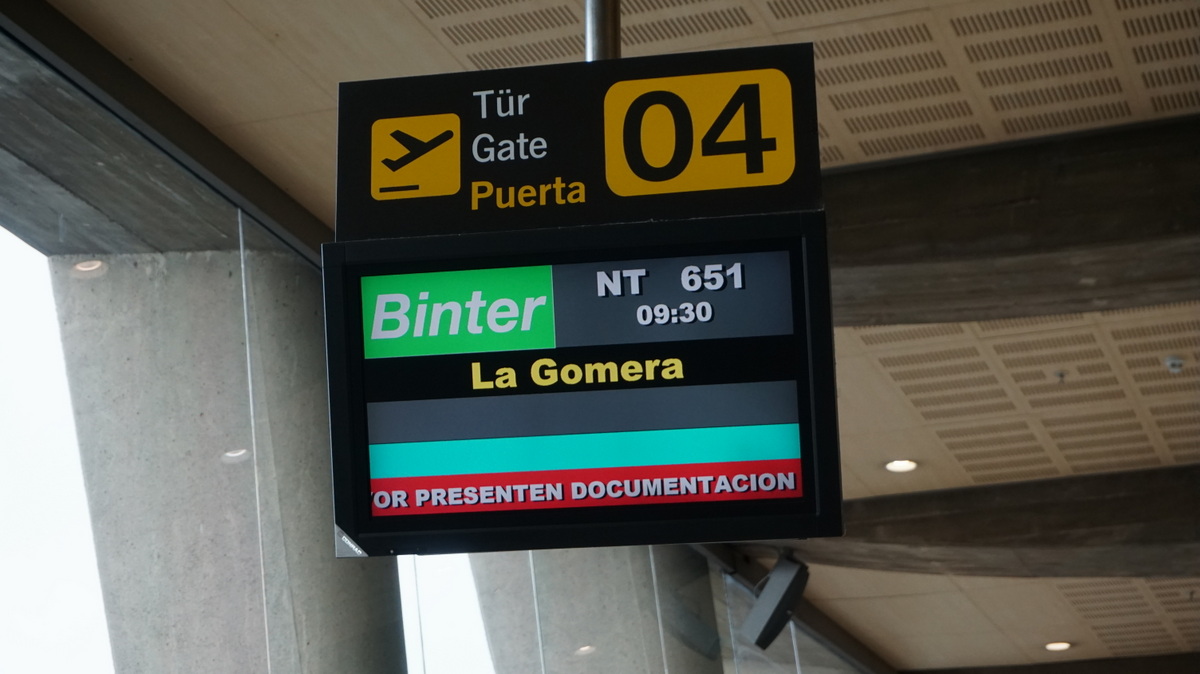 Tür
Gate
Puerta
04
Binter
NT 651
09:30
La Gomera
OR PRESENTEN DOCUMENTACION